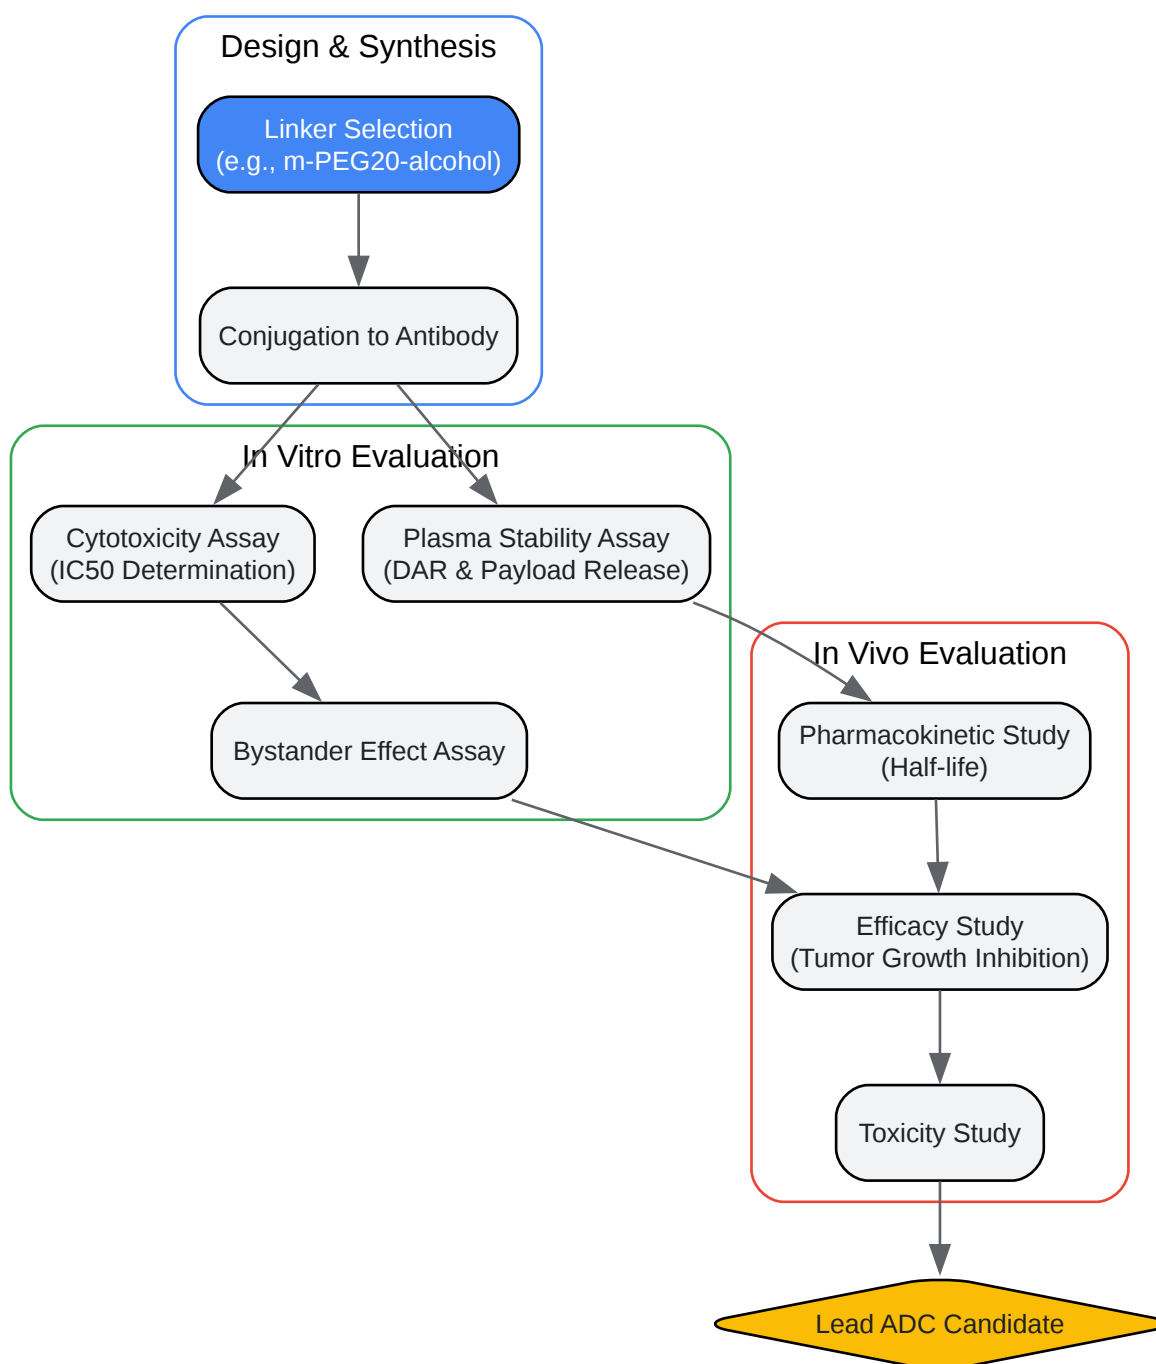 Design & Synthesis
Linker Selection
(e.g., m-PEG20-alcohol)
Conjugation to Antibody
In Vitro Evaluation
Cytotoxicity Assay
(IC50 Determination)
Plasma Stability Assay
(DAR & Payload Release)
Bystander Effect Assay
In Vivo Evaluation
Pharmacokinetic Study
(Half-life)
Efficacy Study
(Tumor Growth Inhibition)
Toxicity Study
Lead ADC Candidate